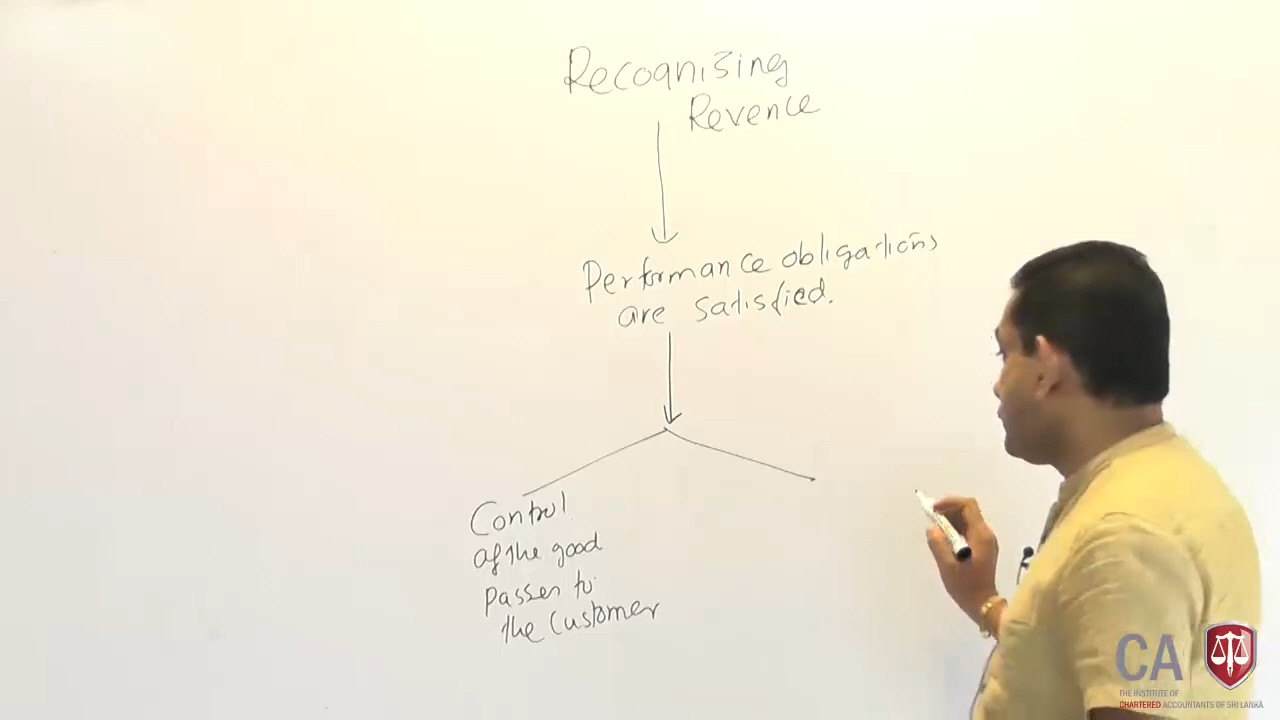 Recognising
Revence
Performance obligations
are satisfied.
Control
of the good
passes to
the Customer
CA
THE INSTITUTE OF
CHARTERED ACCOUNTANTS OF SRI LANKA